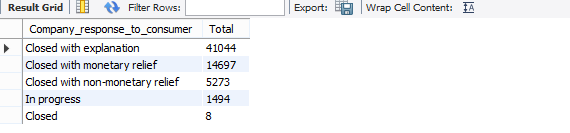 Result Grid Filter Rows: Export: Wrap Cell Content:
Company_response_to_consumer Total
Closed with explanation 41044
Closed with monetary relief 14697
Closed with non-monetary relief 5273
In progress 1494
Closed 8